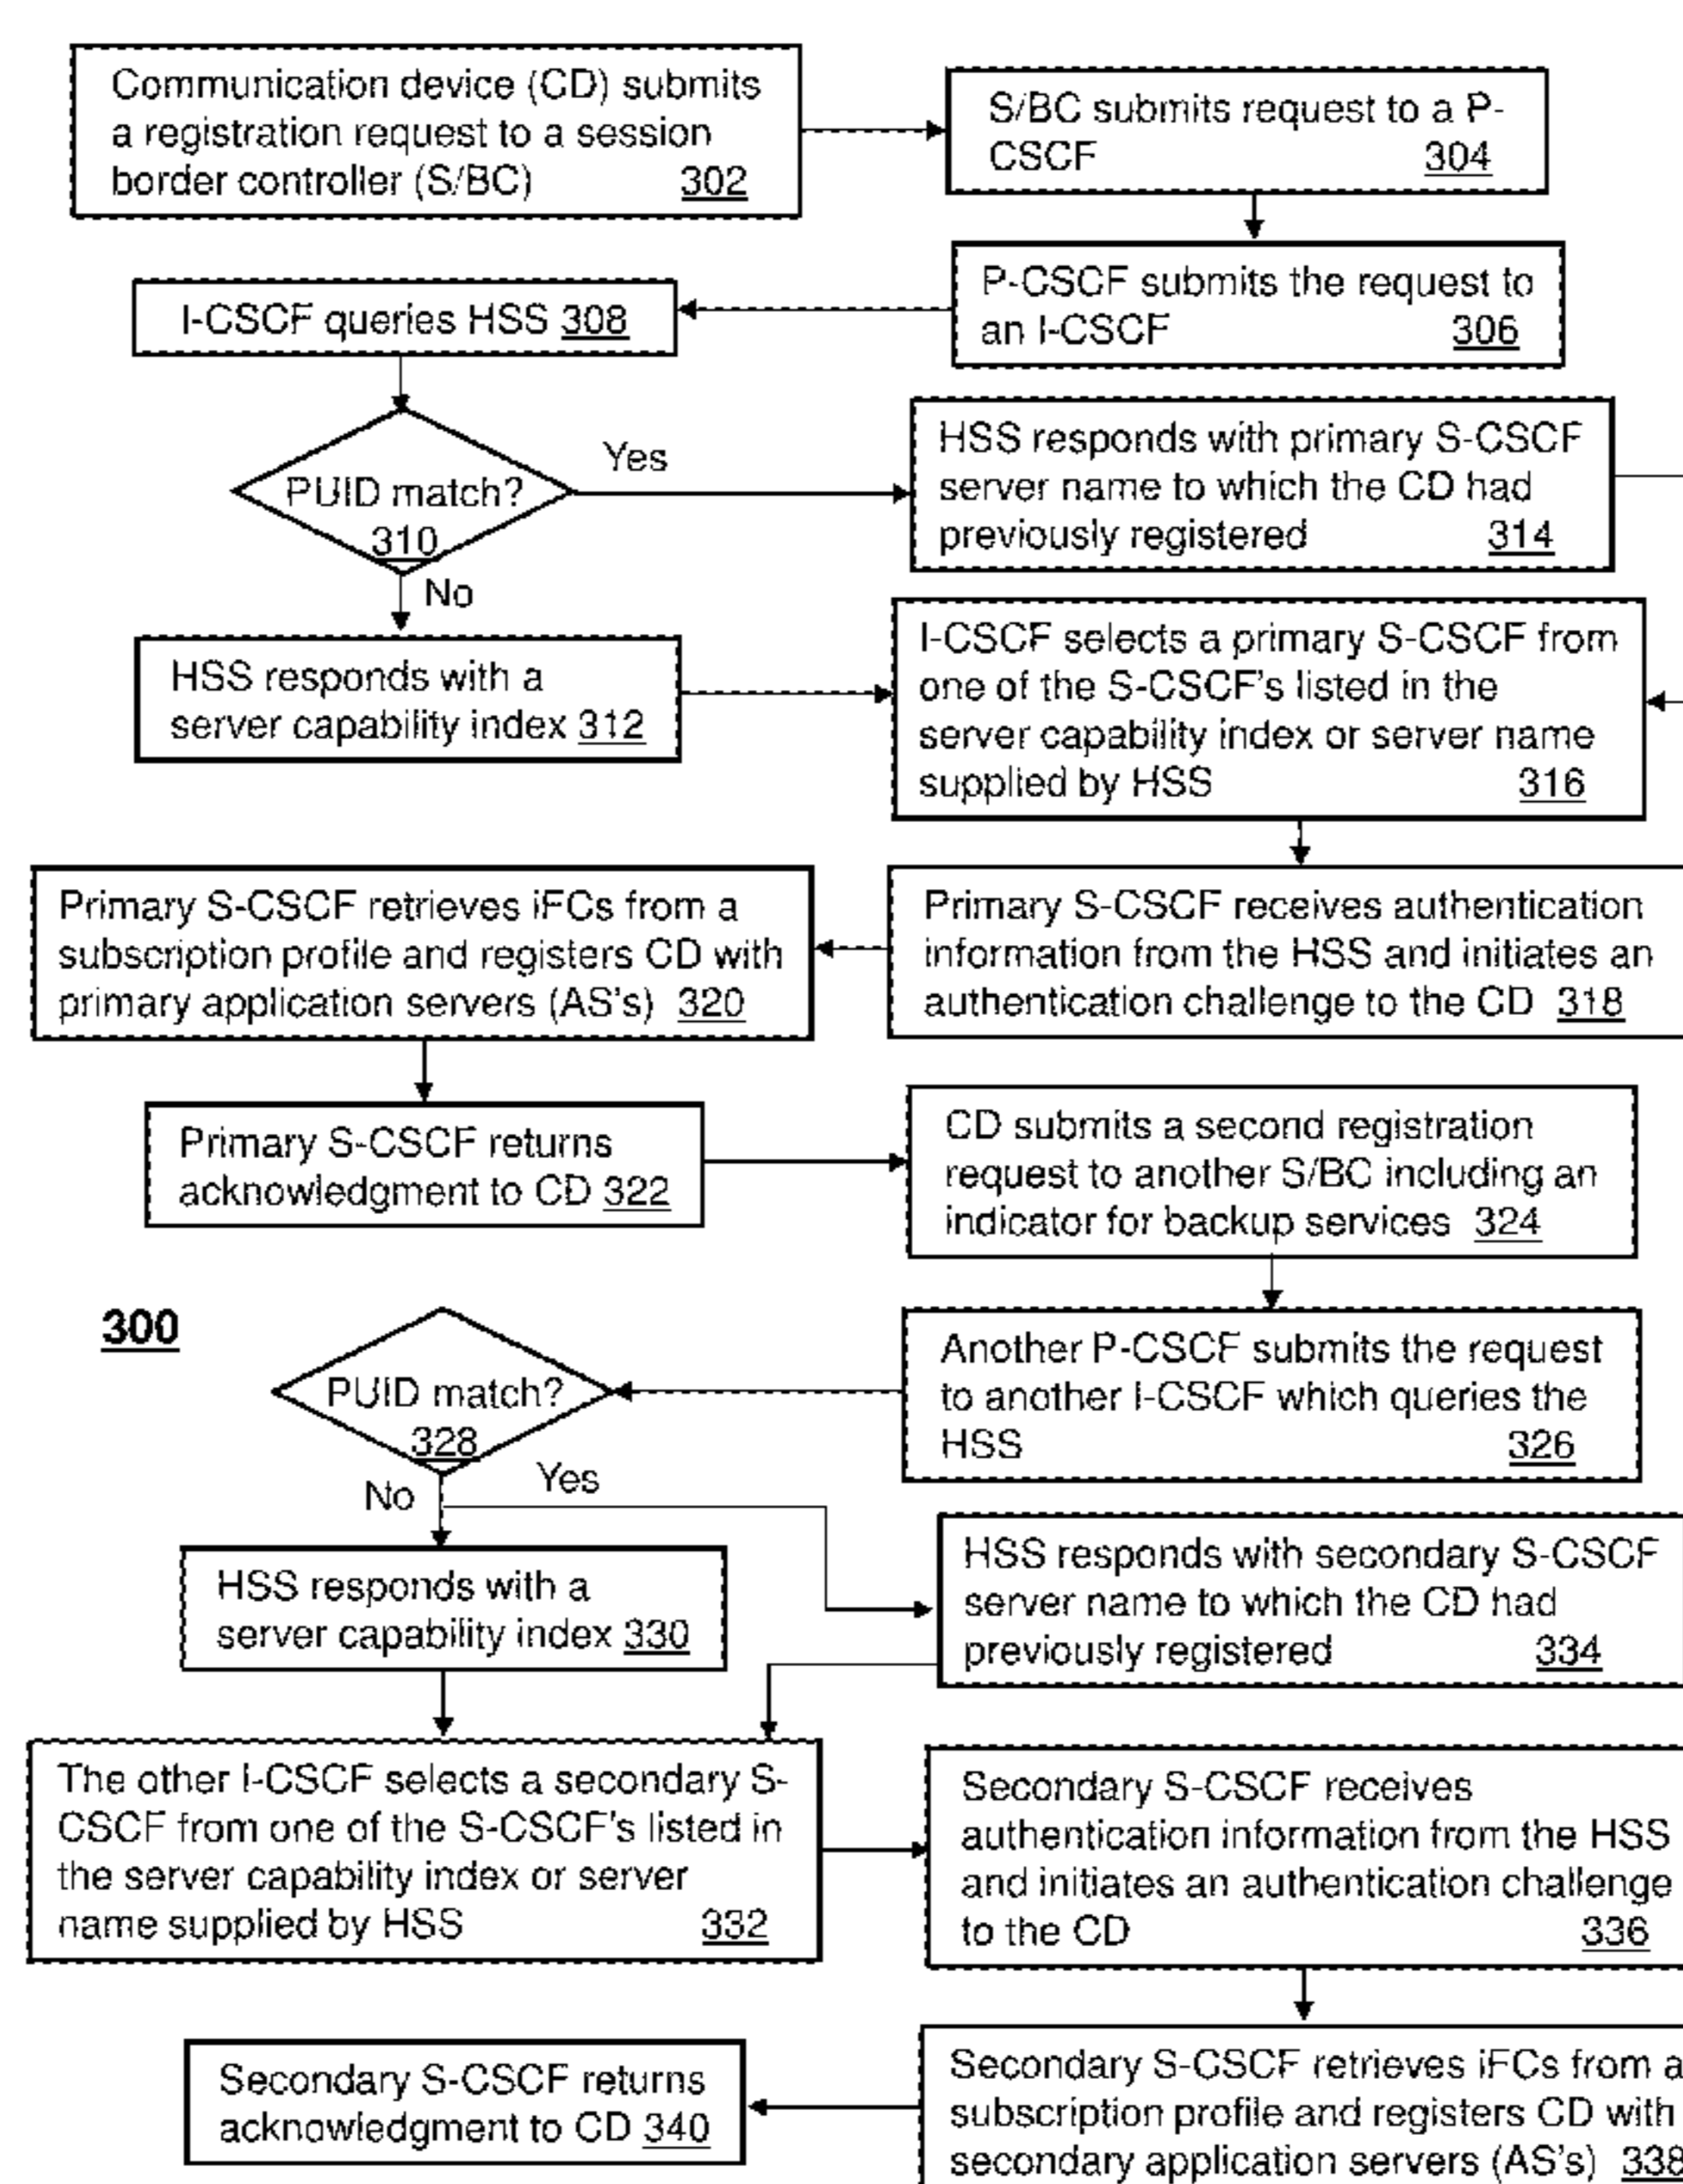 Communication device (CD) submits
a registration request to a session
border controller (S/BC) 302
S/BC submits request to a P-
CSCF 304
P-CSCF submits the request to
an I-CSCF 306
I-CSCF queries HSS 308
PUID match?
310
Yes
No
HSS responds with primary S-CSCF
server name to which the CD had
previously registered 314
HSS responds with a
server capability index 312
I-CSCF selects a primary S-CSCF from
one of the S-CSCF's listed in the
server capability index or server name
supplied by HSS 316
Primary S-CSCF receives authentication
information from the HSS and initiates an
authentication challenge to the CD 318
Primary S-CSCF retrieves iFCs from a
subscription profile and registers CD with
primary application servers (AS's) 320
Primary S-CSCF returns
acknowledgment to CD 322
CD submits a second registration
request to another S/BC including an
indicator for backup services 324
300
Another P-CSCF submits the request
to another I-CSCF which queries the
HSS 326
PUID match?
328
No
Yes
HSS responds with a
server capability index 330
HSS responds with secondary S-CSCF
server name to which the CD had
previously registered 334
The other I-CSCF selects a secondary S-
CSCF from one of the S-CSCF's listed in
the server capability index or server
name supplied by HSS 332
Secondary S-CSCF receives
authentication information from the HSS
and initiates an authentication challenge
to the CD 336
Secondary S-CSCF retrieves iFCs from a
subscription profile and registers CD with
secondary application servers (AS's) 338
Secondary S-CSCF returns
acknowledgment to CD 340